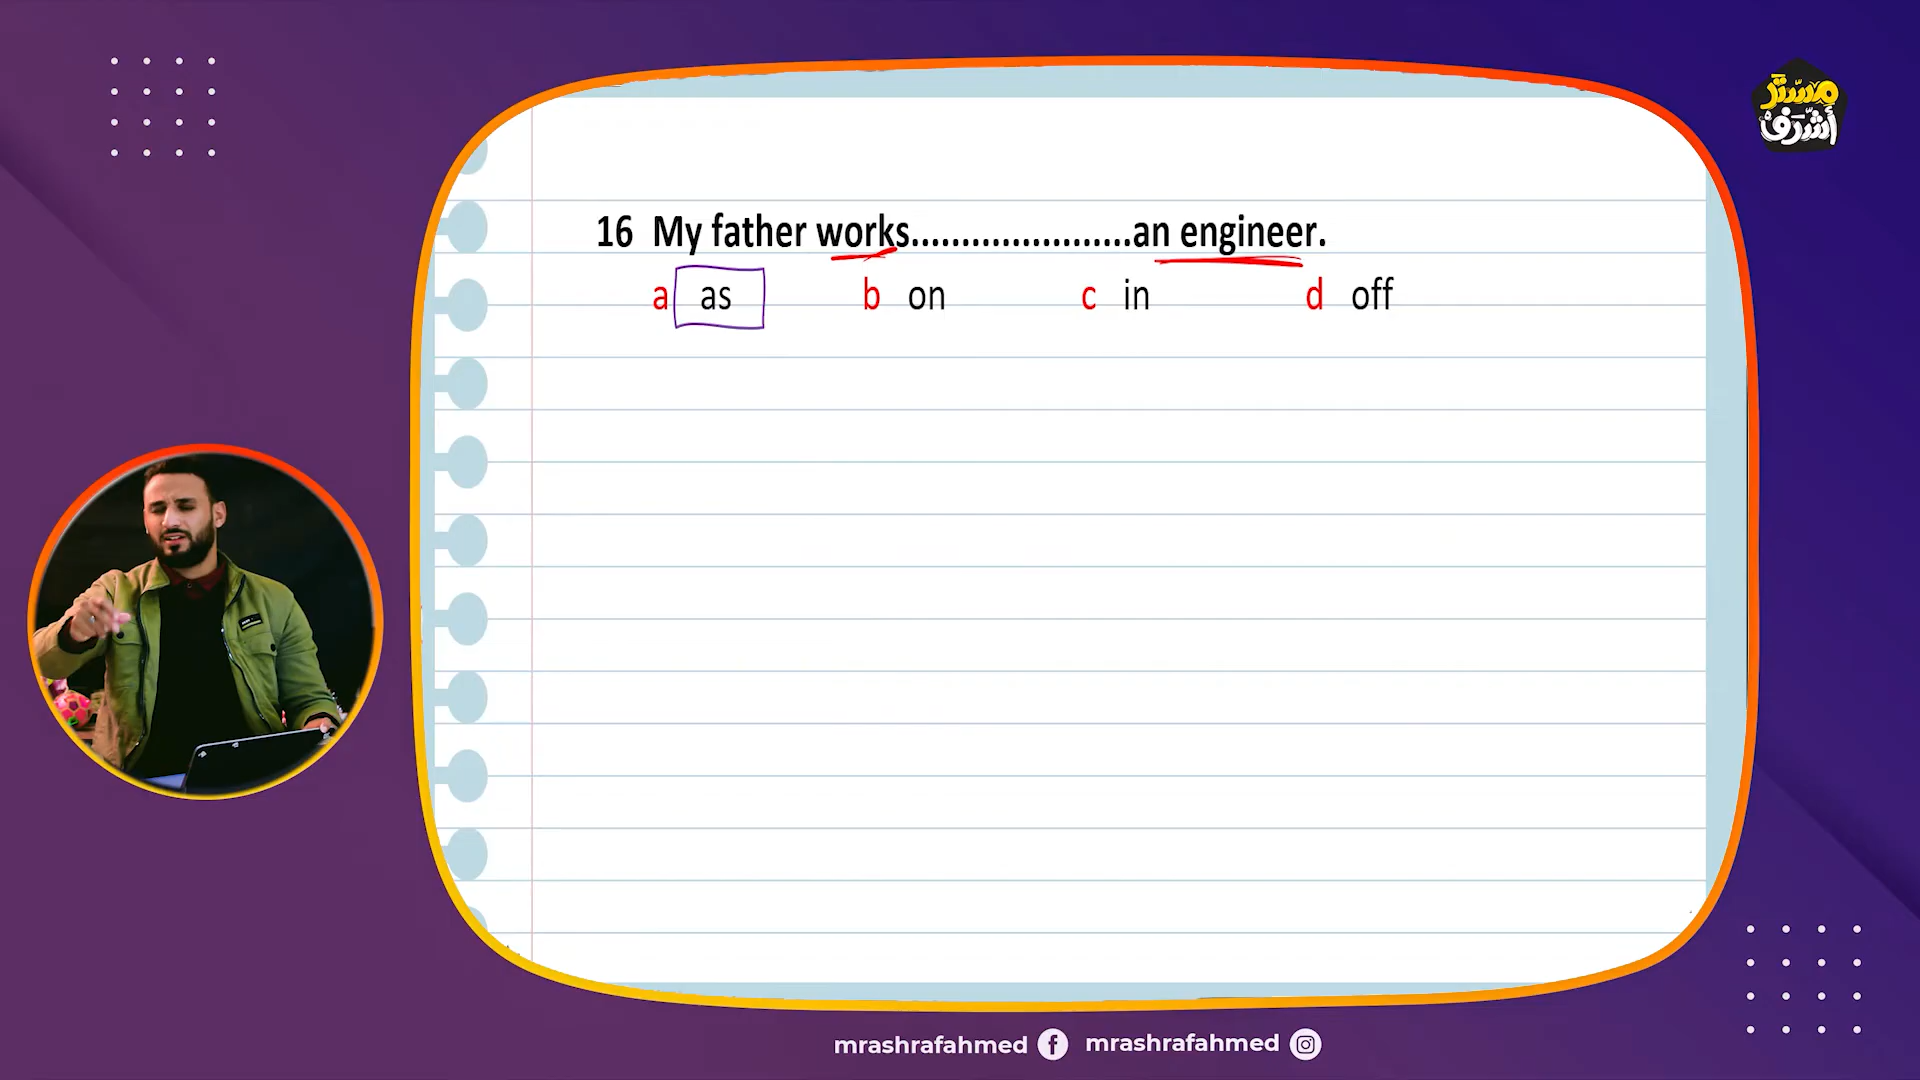 مستر
أشرف
16 My father works......................an engineer.
a as b on c in d off
mrashrafahmed mrashrafahmed